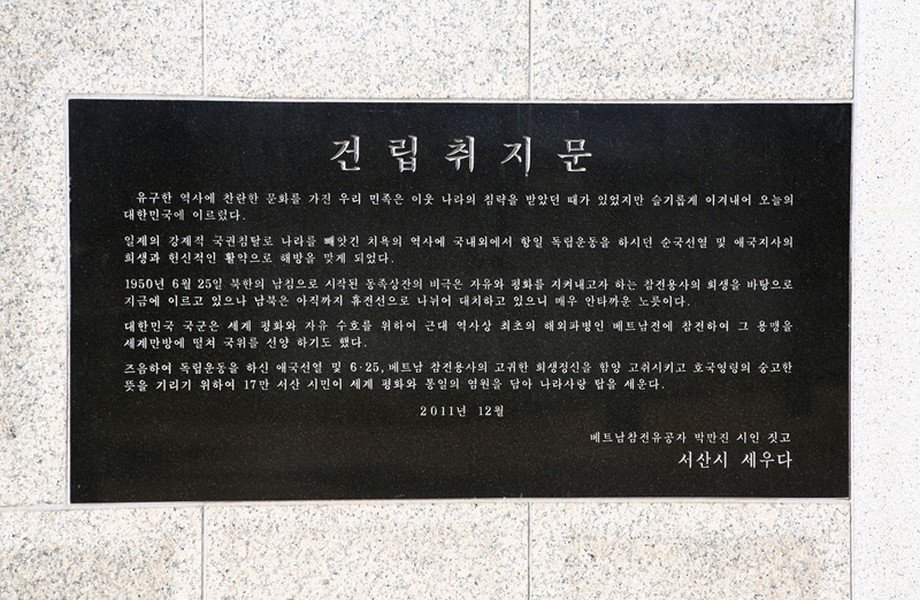 건립취지문
유구한 역사에 찬란한 문화를 가진 우리 민족은 이웃 나라의 침략을 받았던 때가 있었지만 슬기롭게 이겨내어 오늘의
대한민국에 이르렀다.
일제의 강제적 국권침탈로 나라를 빼앗긴 치욕의 역사에 국내외에서 항일 독립운동을 하시던 순국선열 및 애국지사의
희생과 헌신적인 활약으로 해방을 맞게 되었다.
1950년 6월 25일 북한의 남침으로 시작된 동족상잔의 비극은 자유와 평화를 지켜내고자 하는 참전용사의 희생을 바탕으로
지금에 이르고 있으나 남북은 아직까지 휴전선으로 나뉘어 대치하고 있으니 매우 안타까운 노릇이다.
대한민국 국군은 세계 평화와 자유 수호를 위하여 근대 역사상 최초의 해외파병인 베트남전에 참전하여 그 용맹을
세계만방에 떨쳐 국위를 선양 하기도 했다.
즈음하여 독립운동을 하신 애국선열 및 6·25, 베트남 참전용사의 고귀한 희생정신을 함양 고취시키고 호국영령의 숭고한
뜻을 기리기 위하여 17만 서산 시민이 세계 평화와 통일의 염원을 담아 나라사랑 탑을 세운다.
2011년 12월
베트남참전유공자 박만진 시인 짓고
서산시 세우다